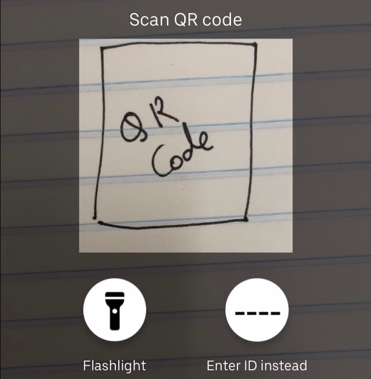 Scan QR code
QR
Code
Flashlight
Enter ID instead